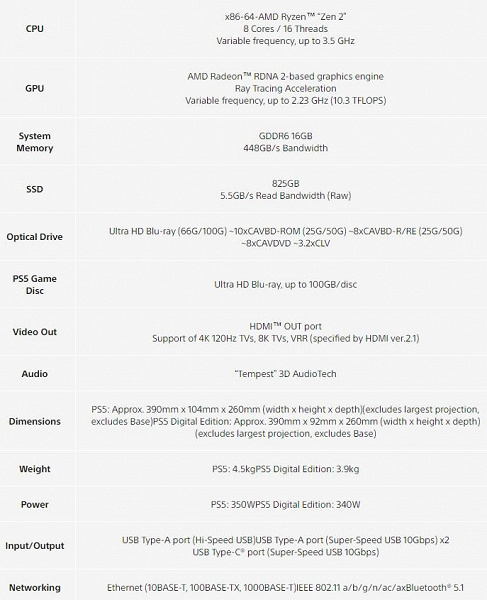 CPU
x86-64-AMD Ryzen™ “Zen 2”
8 Cores / 16 Threads
Variable frequency, up to 3.5 GHz
GPU
AMD Radeon™ RDNA 2-based graphics engine
Ray Tracing Acceleration
Variable frequency, up to 2.23 GHz (10.3 TFLOPS)
System
Memory
GDDR6 16GB
448GB/s Bandwidth
SSD
825GB
5.5GB/s Read Bandwidth (Raw)
Optical Drive
Ultra HD Blu-ray (66G/100G) ~10xCAVBD-ROM (25G/50G) ~8xCAVBD-R/RE (25G/50G)
~8xCAVDVD ~3.2xCLV
PS5 Game
Disc
Ultra HD Blu-ray, up to 100GB/disc
Video Out
HDMI™ OUT port
Support of 4K 120Hz TVs, 8K TVs, VRR (specified by HDMI ver.2.1)
Audio
“Tempest” 3D AudioTech
Dimensions
PS5: Approx. 390mm x 104mm x 260mm (width x height x depth)(excludes largest projection,
excludes Base)PS5 Digital Edition: Approx. 390mm x 92mm x 260mm (width x height x depth)
(excludes largest projection, excludes Base)
Weight
PS5: 4.5kgPS5 Digital Edition: 3.9kg
Power
PS5: 350WPS5 Digital Edition: 340W
Input/Output
USB Type-A port (Hi-Speed USB)USB Type-A port (Super-Speed USB 10Gbps) x2
USB Type-C® port (Super-Speed USB 10Gbps)
Networking
Ethernet (10BASE-T, 100BASE-TX, 1000BASE-T)IEEE 802.11 a/b/g/n/ac/axBluetooth® 5.1